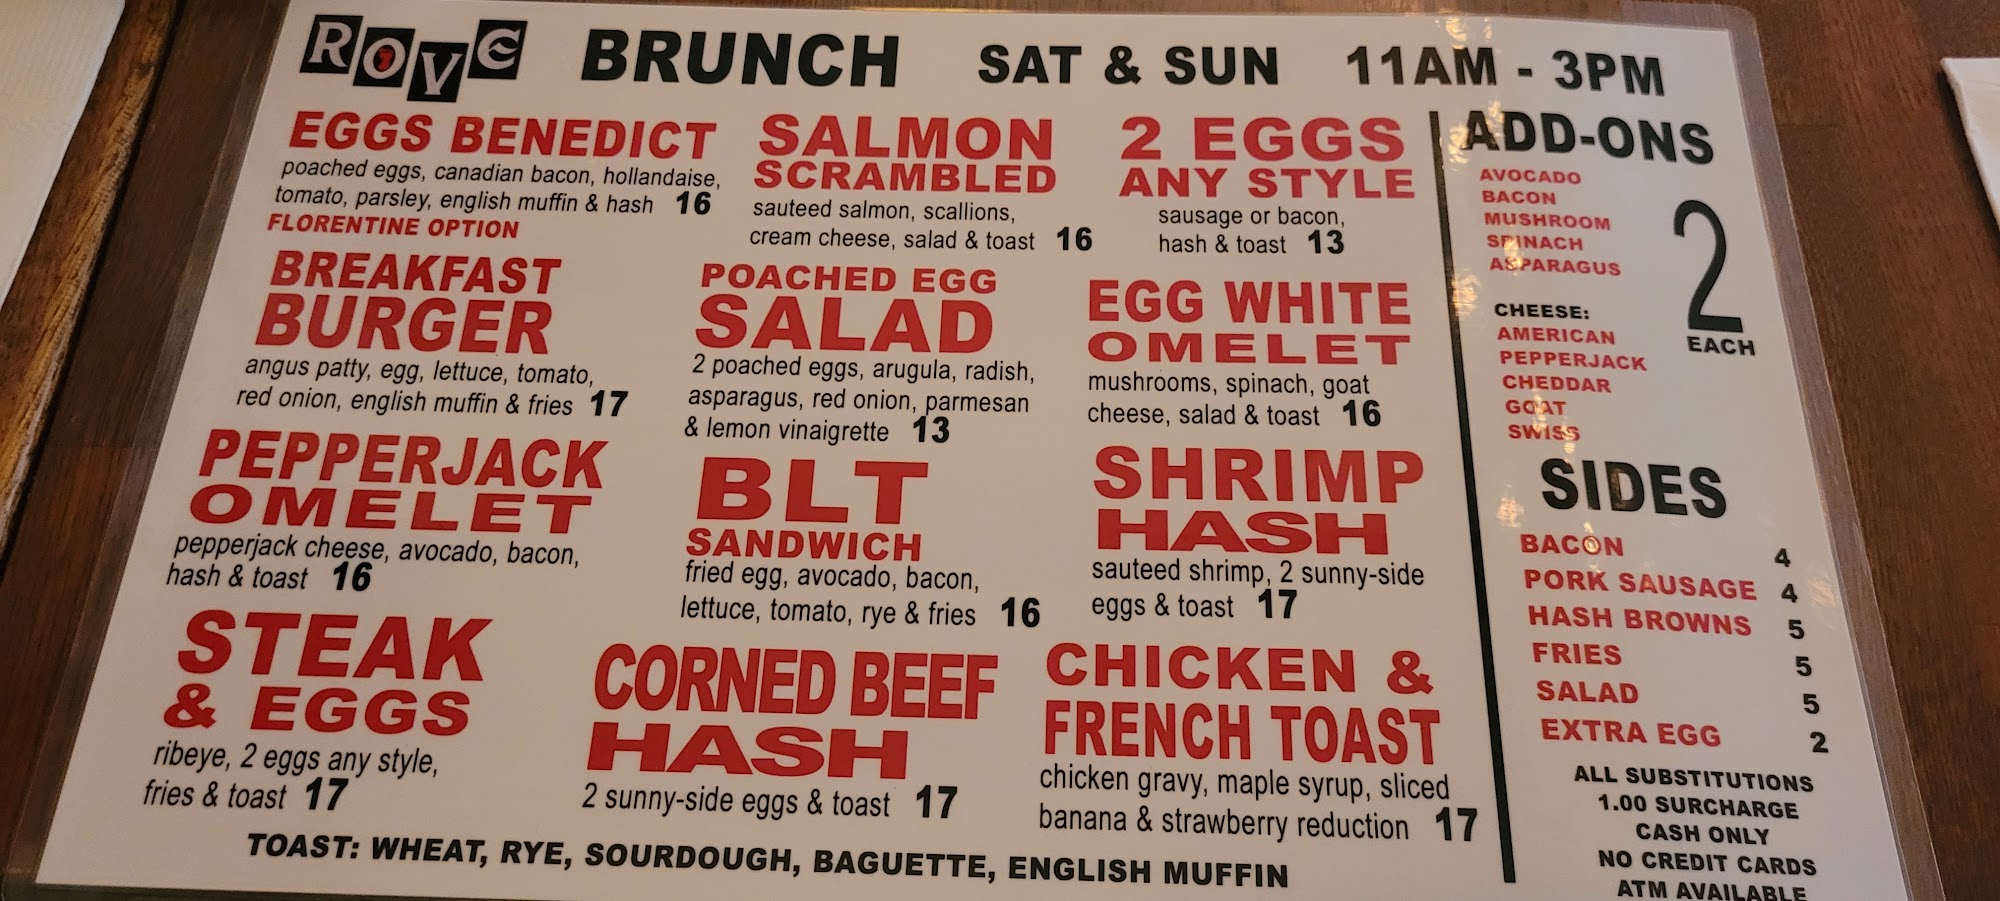 ROVE
BRUNCH SAT & SUN 11AM - 3PM
EGGS BENEDICT
poached eggs, canadian bacon, hollandaise,
tomato, parsley, english muffin & hash 16
FLORENTINE OPTION
SALMON
SCRAMBLED
sauteed salmon, scallions,
cream cheese, salad & toast 16
2 EGGS
ANY STYLE
sausage or bacon,
hash & toast 13
BREAKFAST
BURGER
angus patty, egg, lettuce, tomato,
red onion, english muffin & fries 17
POACHED EGG
SALAD
2 poached eggs, arugula, radish,
asparagus, red onion, parmesan
& lemon vinaigrette 13
EGG WHITE
OMELET
mushrooms, spinach, goat
cheese, salad & toast 16
PEPPERJACK
OMELET
pepperjack cheese, avocado, bacon,
hash & toast 16
BLT
SANDWICH
fried egg, avocado, bacon,
lettuce, tomato, rye & fries 16
SHRIMP
HASH
sauteed shrimp, 2 sunny-side
eggs & toast 17
STEAK
& EGGS
ribeye, 2 eggs any style,
fries & toast 17
CORNED BEEF
HASH
2 sunny-side eggs & toast 17
CHICKEN &
FRENCH TOAST
chicken gravy, maple syrup, sliced
banana & strawberry reduction 17
TOAST: WHEAT, RYE, SOURDOUGH, BAGUETTE, ENGLISH MUFFIN
ADD-ONS
AVOCADO
BACON
MUSHROOM
SPINACH
ASPARAGUS
2
EACH
CHEESE:
AMERICAN
PEPPERJACK
CHEDDAR
GOAT
SWISS
SIDES
BACON 4
PORK SAUSAGE 4
HASH BROWNS 5
FRIES 5
SALAD 5
EXTRA EGG 2
ALL SUBSTITUTIONS
1.00 SURCHARGE
CASH ONLY
NO CREDIT CARDS
ATM AVAILABLE